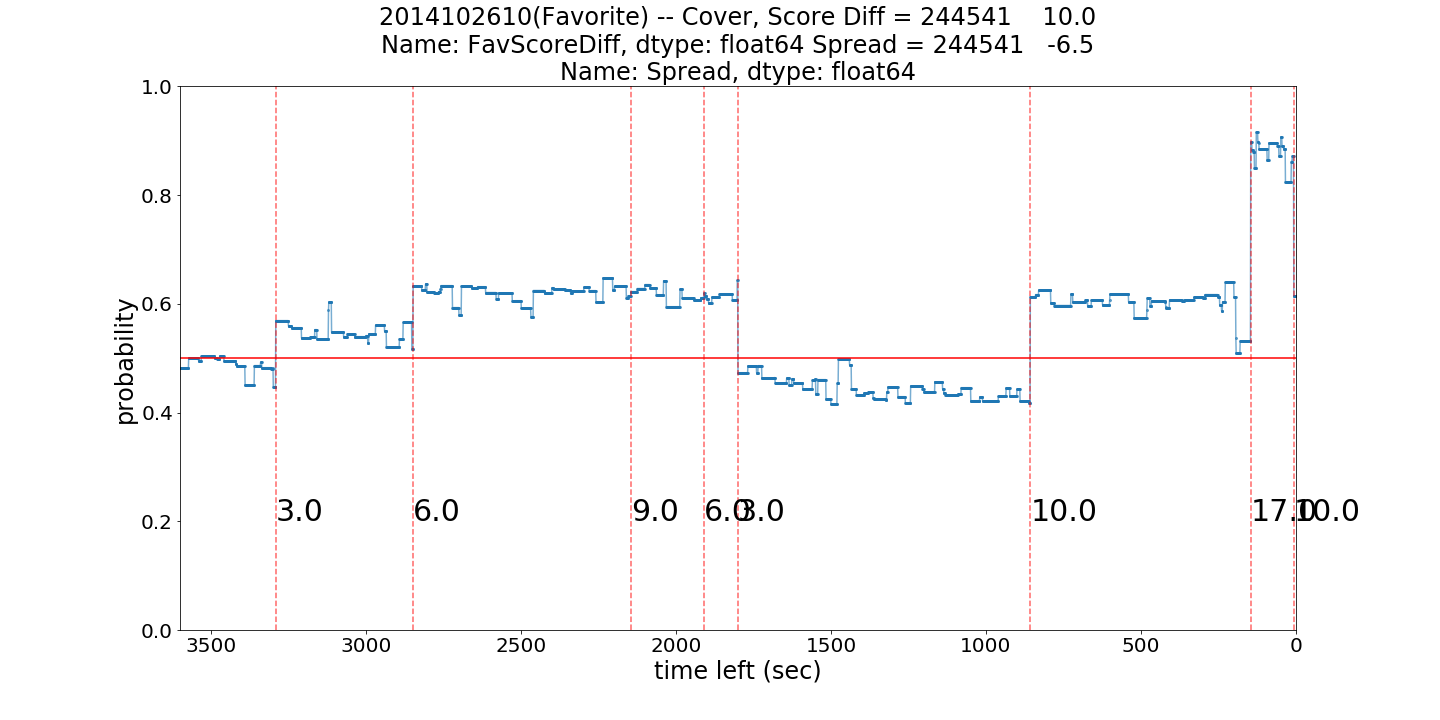 2014102610(Favorite) -- Cover, Score Diff = 244541 10.0
Name: FavScoreDiff, dtype: float64 Spread = 244541 -6.5
Name: Spread, dtype: float64
1.0
0.8
0.6
0.4
0.2
0.0
probability
3.0
6.0
9.0
6.0
3.0
10.0
17.0
10.0
3500 3000 2500 2000 1500 1000 500 0
time left (sec)